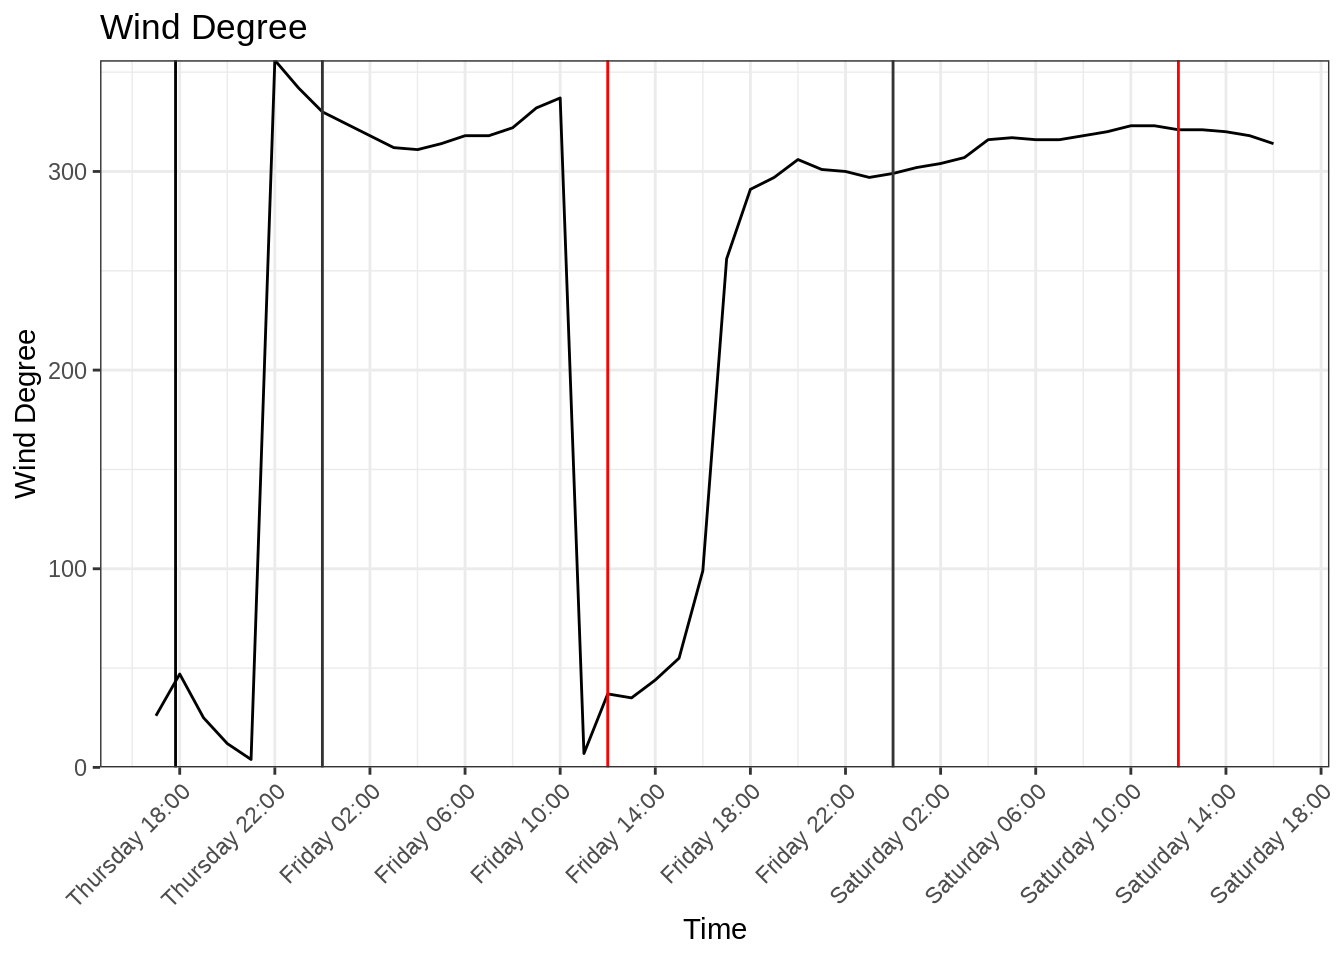 Wind Degree
Wind Degree
300
200
100
0
Thursday 18:00
Thursday 22:00
Friday 02:00
Friday 06:00
Friday 10:00
Friday 14:00
Friday 18:00
Friday 22:00
Saturday 02:00
Saturday 06:00
Saturday 10:00
Saturday 14:00
Saturday 18:00
Time